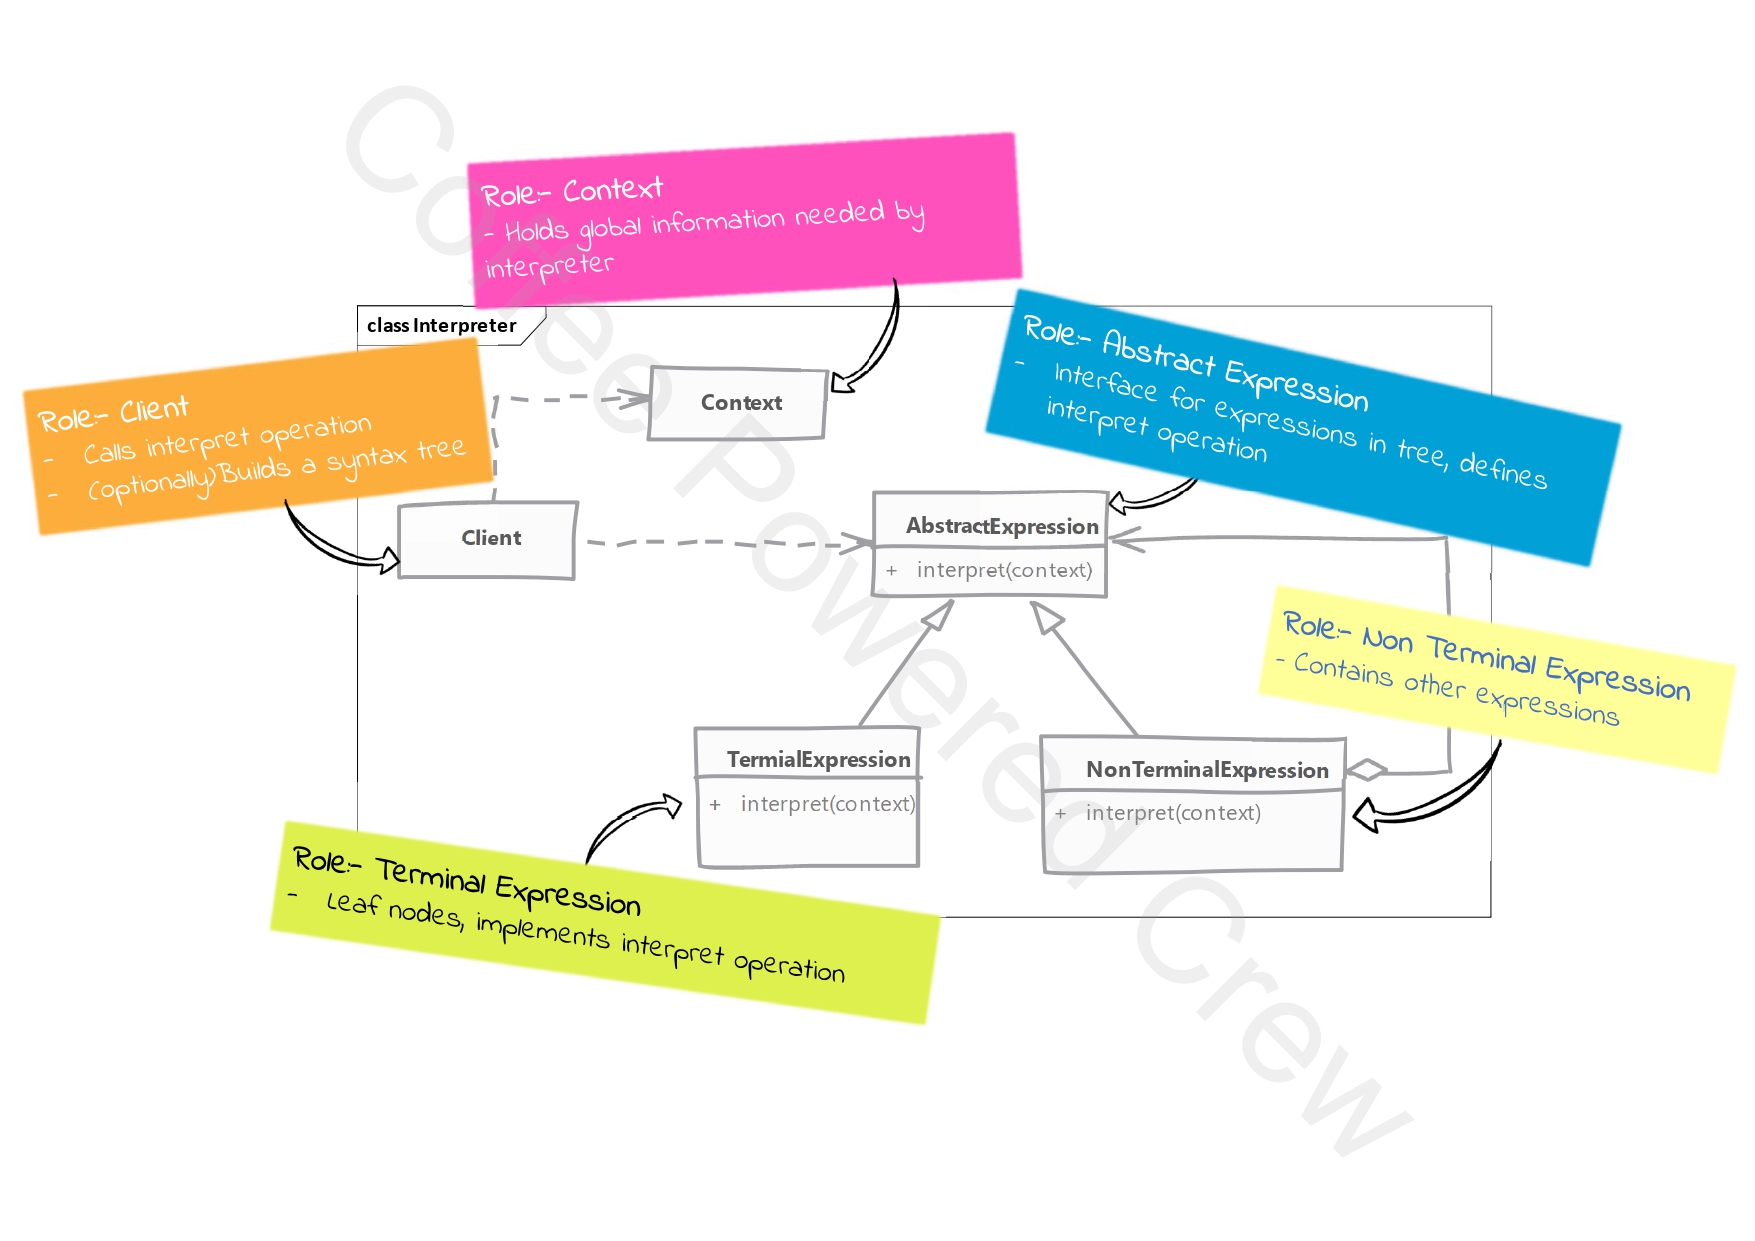 Role:- Context
- Holds global information needed by
interpreter
class Interpreter
Role:- Client
- Calls interpret operation
- (optionally)Builds a syntax tree
Role:- Abstract Expression
- Interface for expressions in tree, defines
interpret operation
Context
Client
AbstractExpression
+ interpret(context)
Role:- Non Terminal Expression
- Contains other expressions
TermialExpression
+ interpret(context)
NonTerminalExpression
+ interpret(context)
Role:- Terminal Expression
- Leaf nodes, implements interpret operation
Coffee Powered Crew